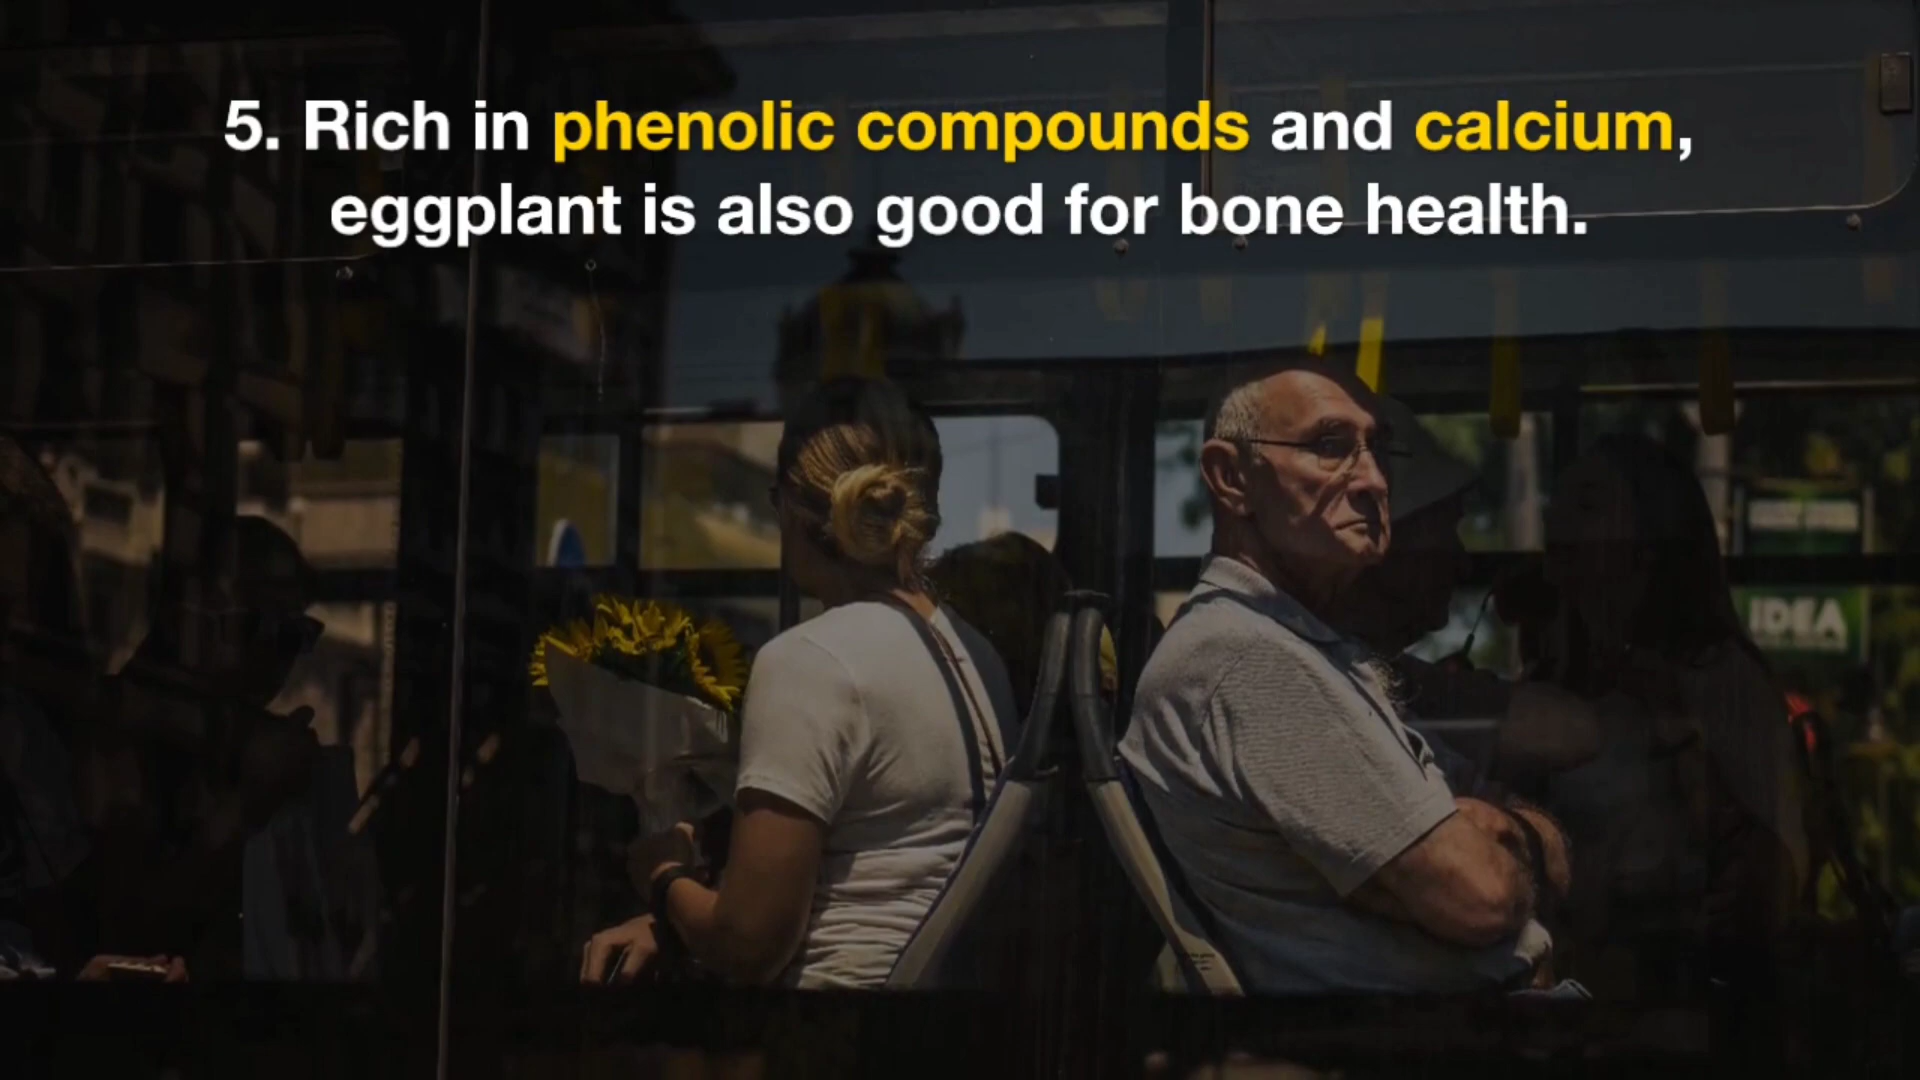 5. Rich in phenolic compounds and calcium,
eggplant is also good for bone health.
IDEA